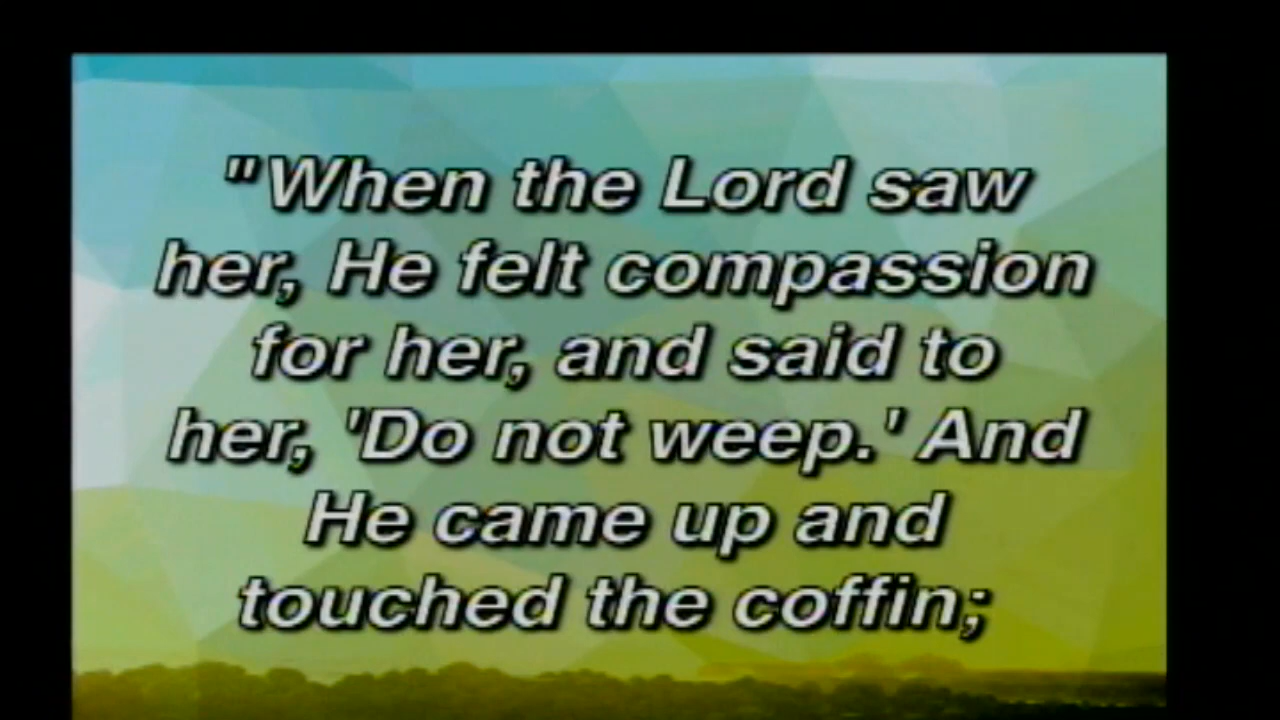 "When the Lord saw
her, He felt compassion
for her, and said to
her, 'Do not weep.' And
He came up and
touched the coffin;